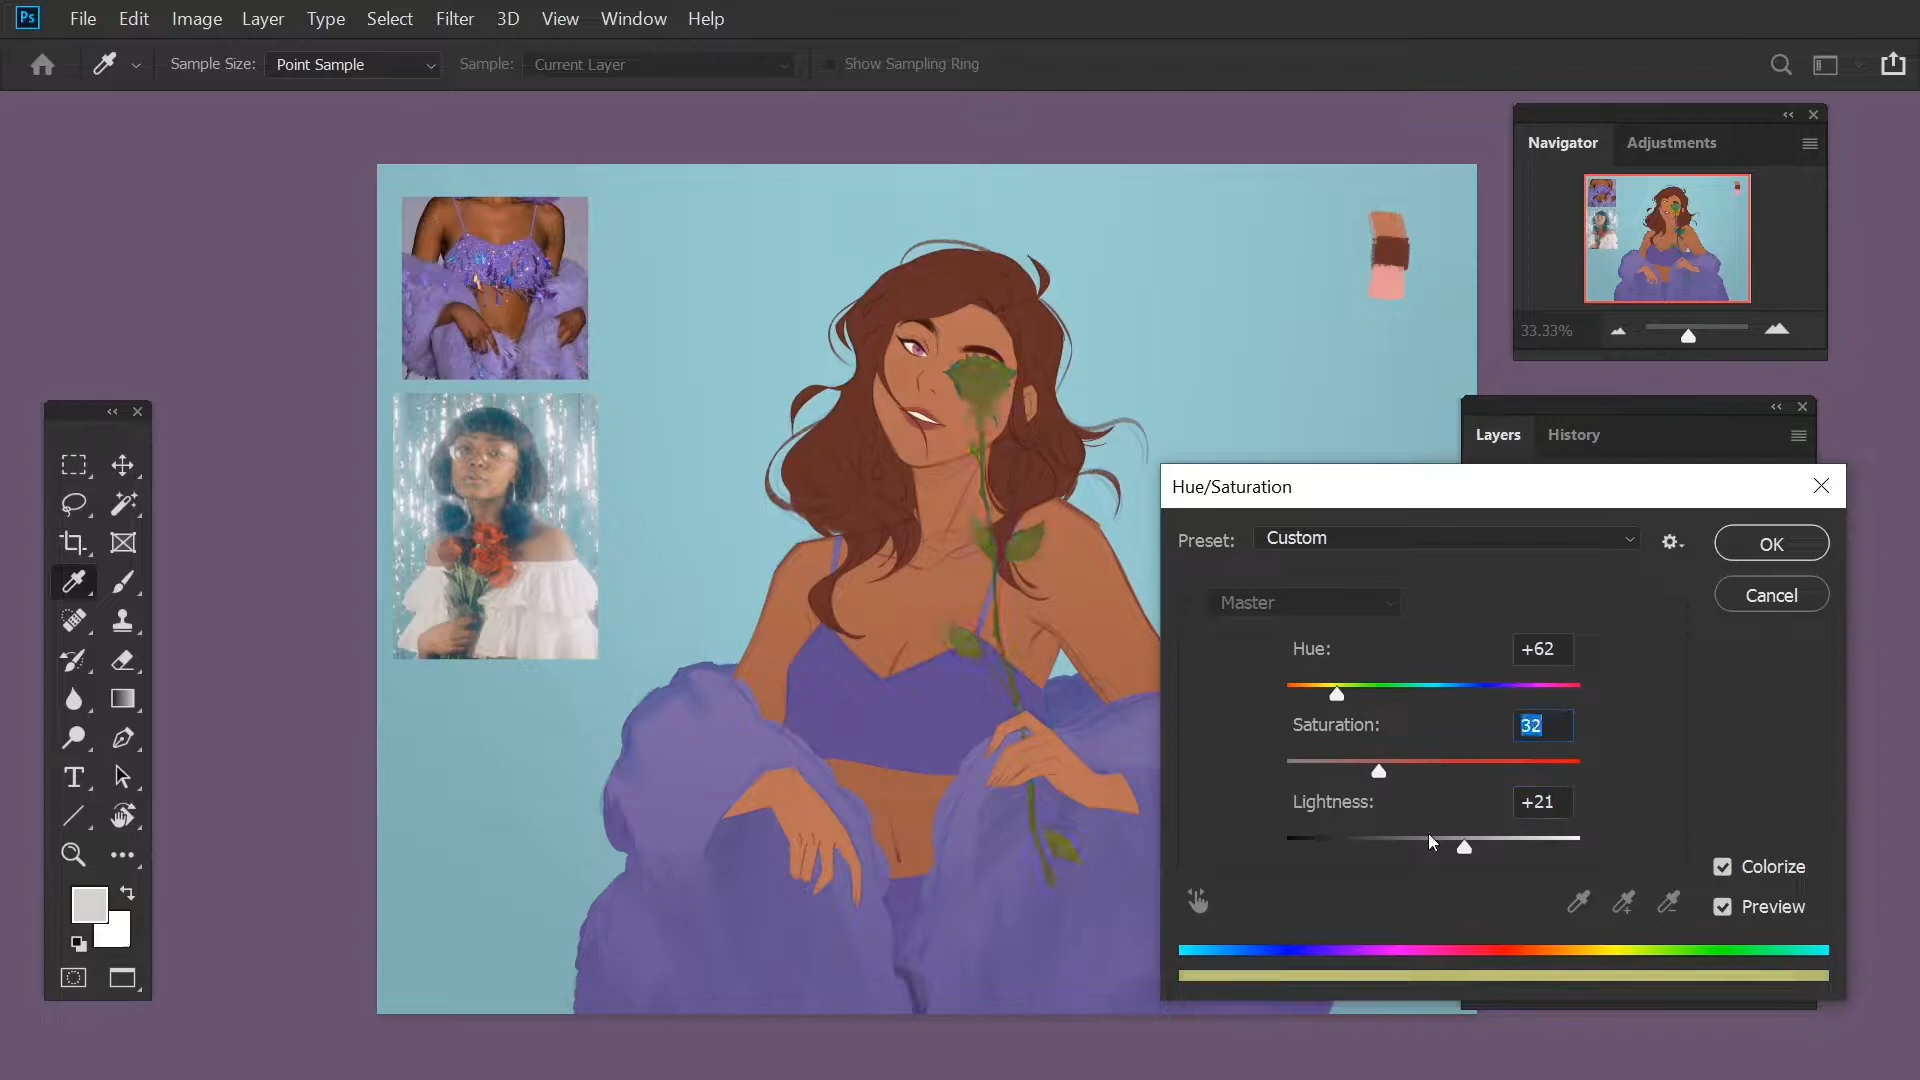 Ps File Edit Image Layer Type Select Filter 3D View Window Help
Sample Size: Point Sample Sample: Current Layer Show Sampling Ring
Navigator Adjustments
33.33%
Layers History
Hue/Saturation
Preset: Custom OK
Cancel
Master
Hue: +62
Saturation: 32
Lightness: +21
Colorize
Preview